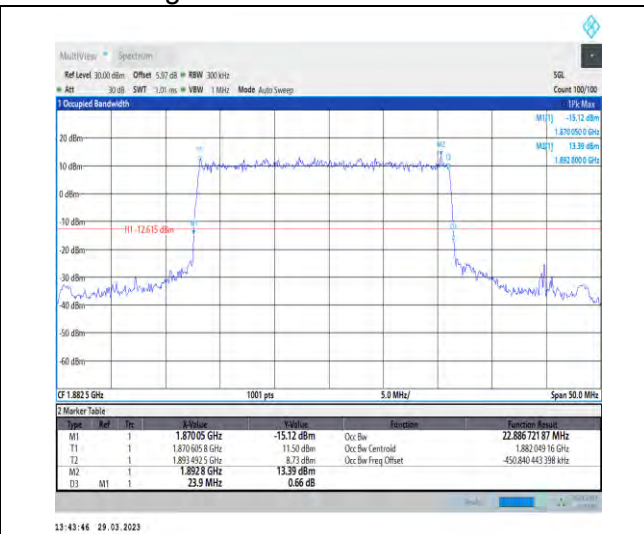 MultiView Spectrum
Ref Level 30.00 dBm Offset 5.97 dB RBW 300 kHz SGL
Att 30 dB SWT 1.01 ms VBW 1 MHz Mode Auto Sweep Count 100/100
1 Occupied Bandwidth 1Pk Max
M1[1] -15.12 dBm
1.870 050 0 GHz
M2[1] 13.39 dBm
1.892 800 0 GHz
20 dBm
10 dBm
0 dBm
-10 dBm
H1 -12.615 dBm
-20 dBm
-30 dBm
-40 dBm
-50 dBm
-60 dBm
M1
M2
CF 1.882 5 GHz 1001 pts 5.0 MHz/ Span 50.0 MHz
2 Marker Table
Type Ref Trc X-Value Y-Value Function Function Result
M1 1 1.870 05 GHz -15.12 dBm Occ Bw 22.886 721 87 MHz
T1 1 1.870 605 8 GHz 11.50 dBm Occ Bw Centroid 1.882 049 16 GHz
T2 1 1.893 492 5 GHz 8.73 dBm Occ Bw Freq Offset -450.840 443 398 kHz
M2 1 1.892 8 GHz 13.39 dBm
D3 M1 1 23.9 MHz 0.66 dB
13:43:46 29.03.2023